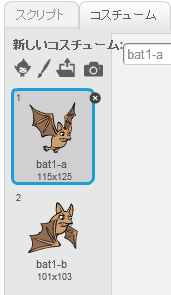 スクリプト コスチューム
新しいコスチューム: bat1-a
1
bat1-a
115x125
2
bat1-b
101x103